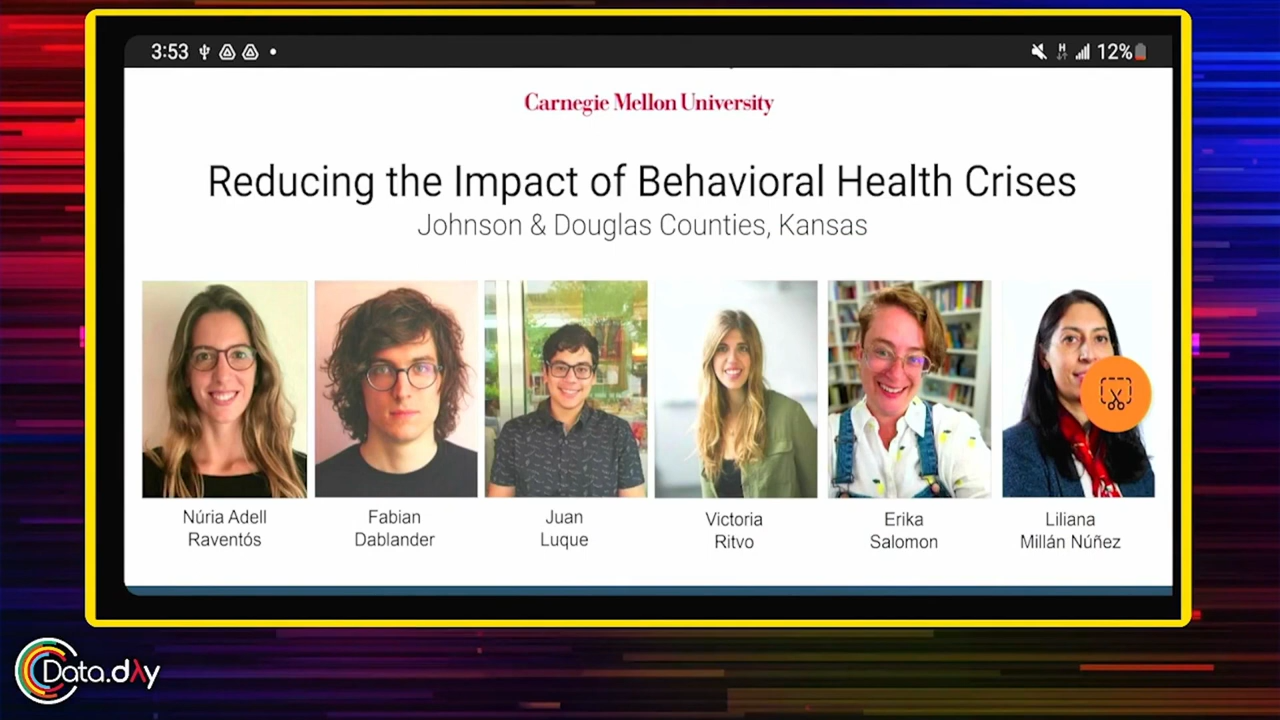 3:53
H
12%
Carnegie Mellon University
Reducing the Impact of Behavioral Health Crises
Johnson & Douglas Counties, Kansas
Núria Adell
Raventós
Fabian
Dablander
Juan
Luque
Victoria
Ritvo
Erika
Salomon
Liliana
Millán Núñez
Data.dAy